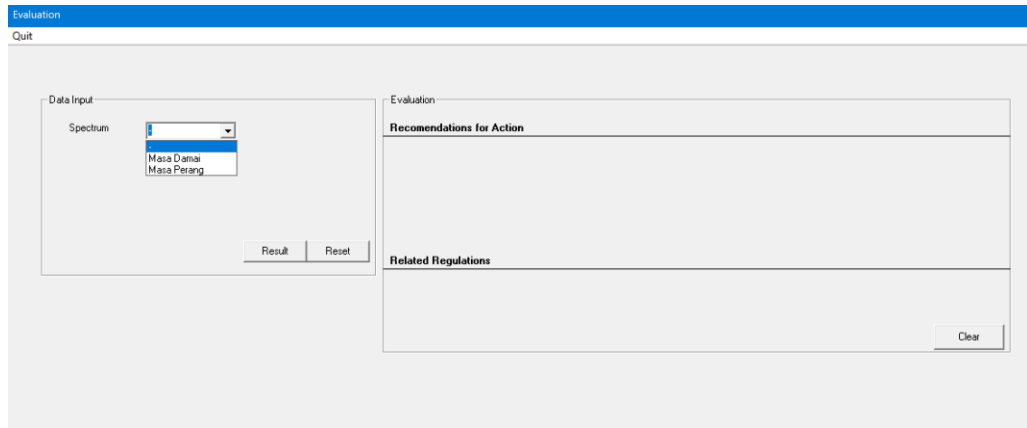 Evaluation
Quit
Data Input
Spectrum
-
-
Masa Damai
Masa Perang
Result
Reset
Evaluation
Recomendations for Action
Related Regulations
Clear